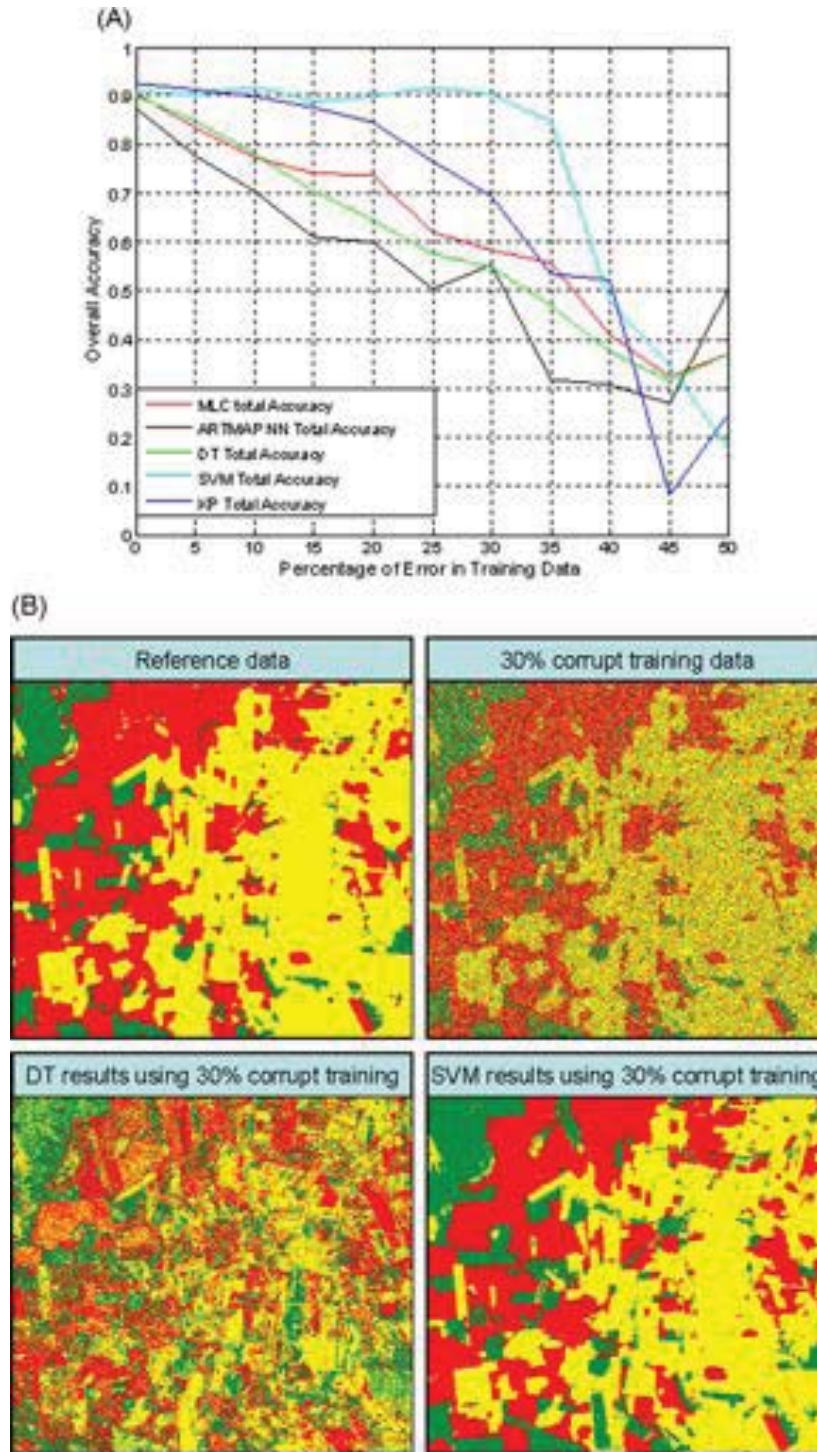 (A)
1
0.9
0.8
0.7
0.6
0.5
0.4
0.3
0.2
0.1
0
Overall Accuracy
MLC total Accuracy
ARTMAP NN Total Accuracy
DT Total Accuracy
SVM Total Accuracy
KP Total Accuracy
0 5 10 15 20 25 30 35 40 45 50
Percentage of Error in Training Data
(B)
Reference data
30% corrupt training data
DT results using 30% corrupt training
SVM results using 30% corrupt training